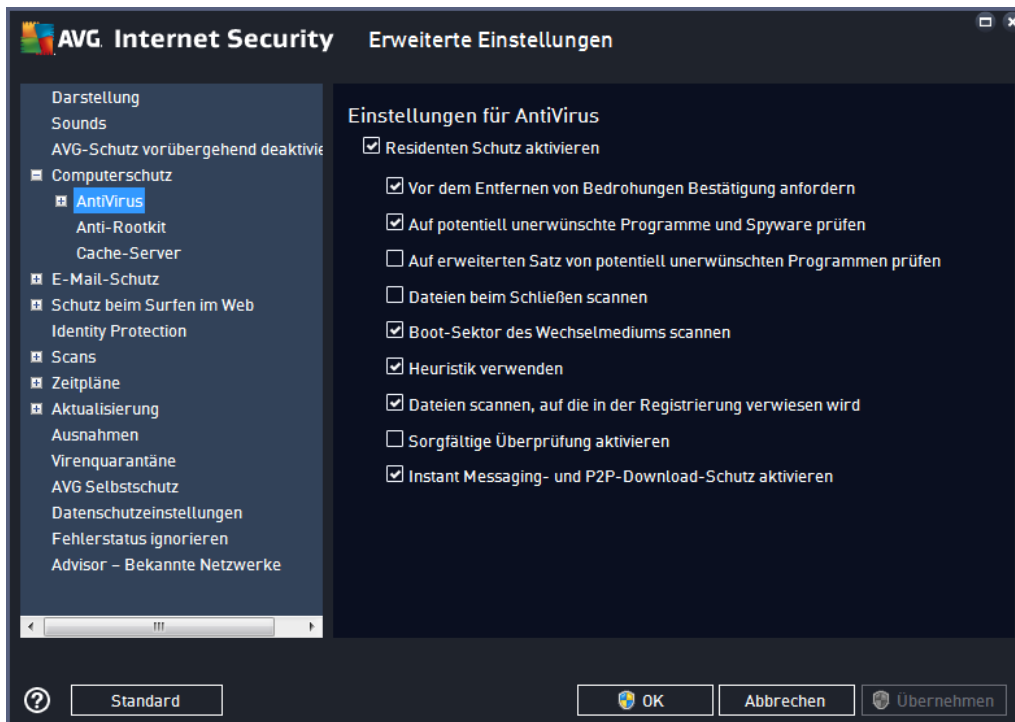 AVG. Internet Security Erweiterte Einstellungen
Darstellung
Sounds
AVG-Schutz vorübergehend deaktivie
Computerschutz
AntiVirus
Anti-Rootkit
Cache-Server
E-Mail-Schutz
Schutz beim Surfen im Web
Identity Protection
Scans
Zeitpläne
Aktualisierung
Ausnahmen
Virenquarantäne
AVG Selbstschutz
Datenschutzeinstellungen
Fehlerstatus ignorieren
Advisor – Bekannte Netzwerke
Einstellungen für AntiVirus
Residenten Schutz aktivieren
Vor dem Entfernen von Bedrohungen Bestätigung anfordern
Auf potentiell unerwünschte Programme und Spyware prüfen
Auf erweiterten Satz von potentiell unerwünschten Programmen prüfen
Dateien beim Schließen scannen
Boot-Sektor des Wechselmediums scannen
Heuristik verwenden
Dateien scannen, auf die in der Registrierung verwiesen wird
Sorgfältige Überprüfung aktivieren
Instant Messaging- und P2P-Download-Schutz aktivieren
? Standard OK Abbrechen Übernehmen